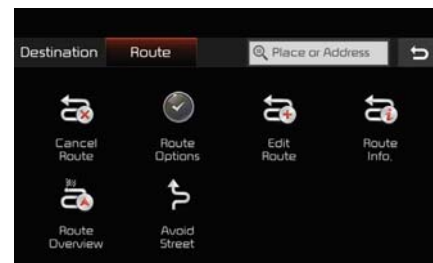 Destination Route Place or Address
Cancel Route Edit Route
Route Options Route Info.
Route Avoid
Overview Street